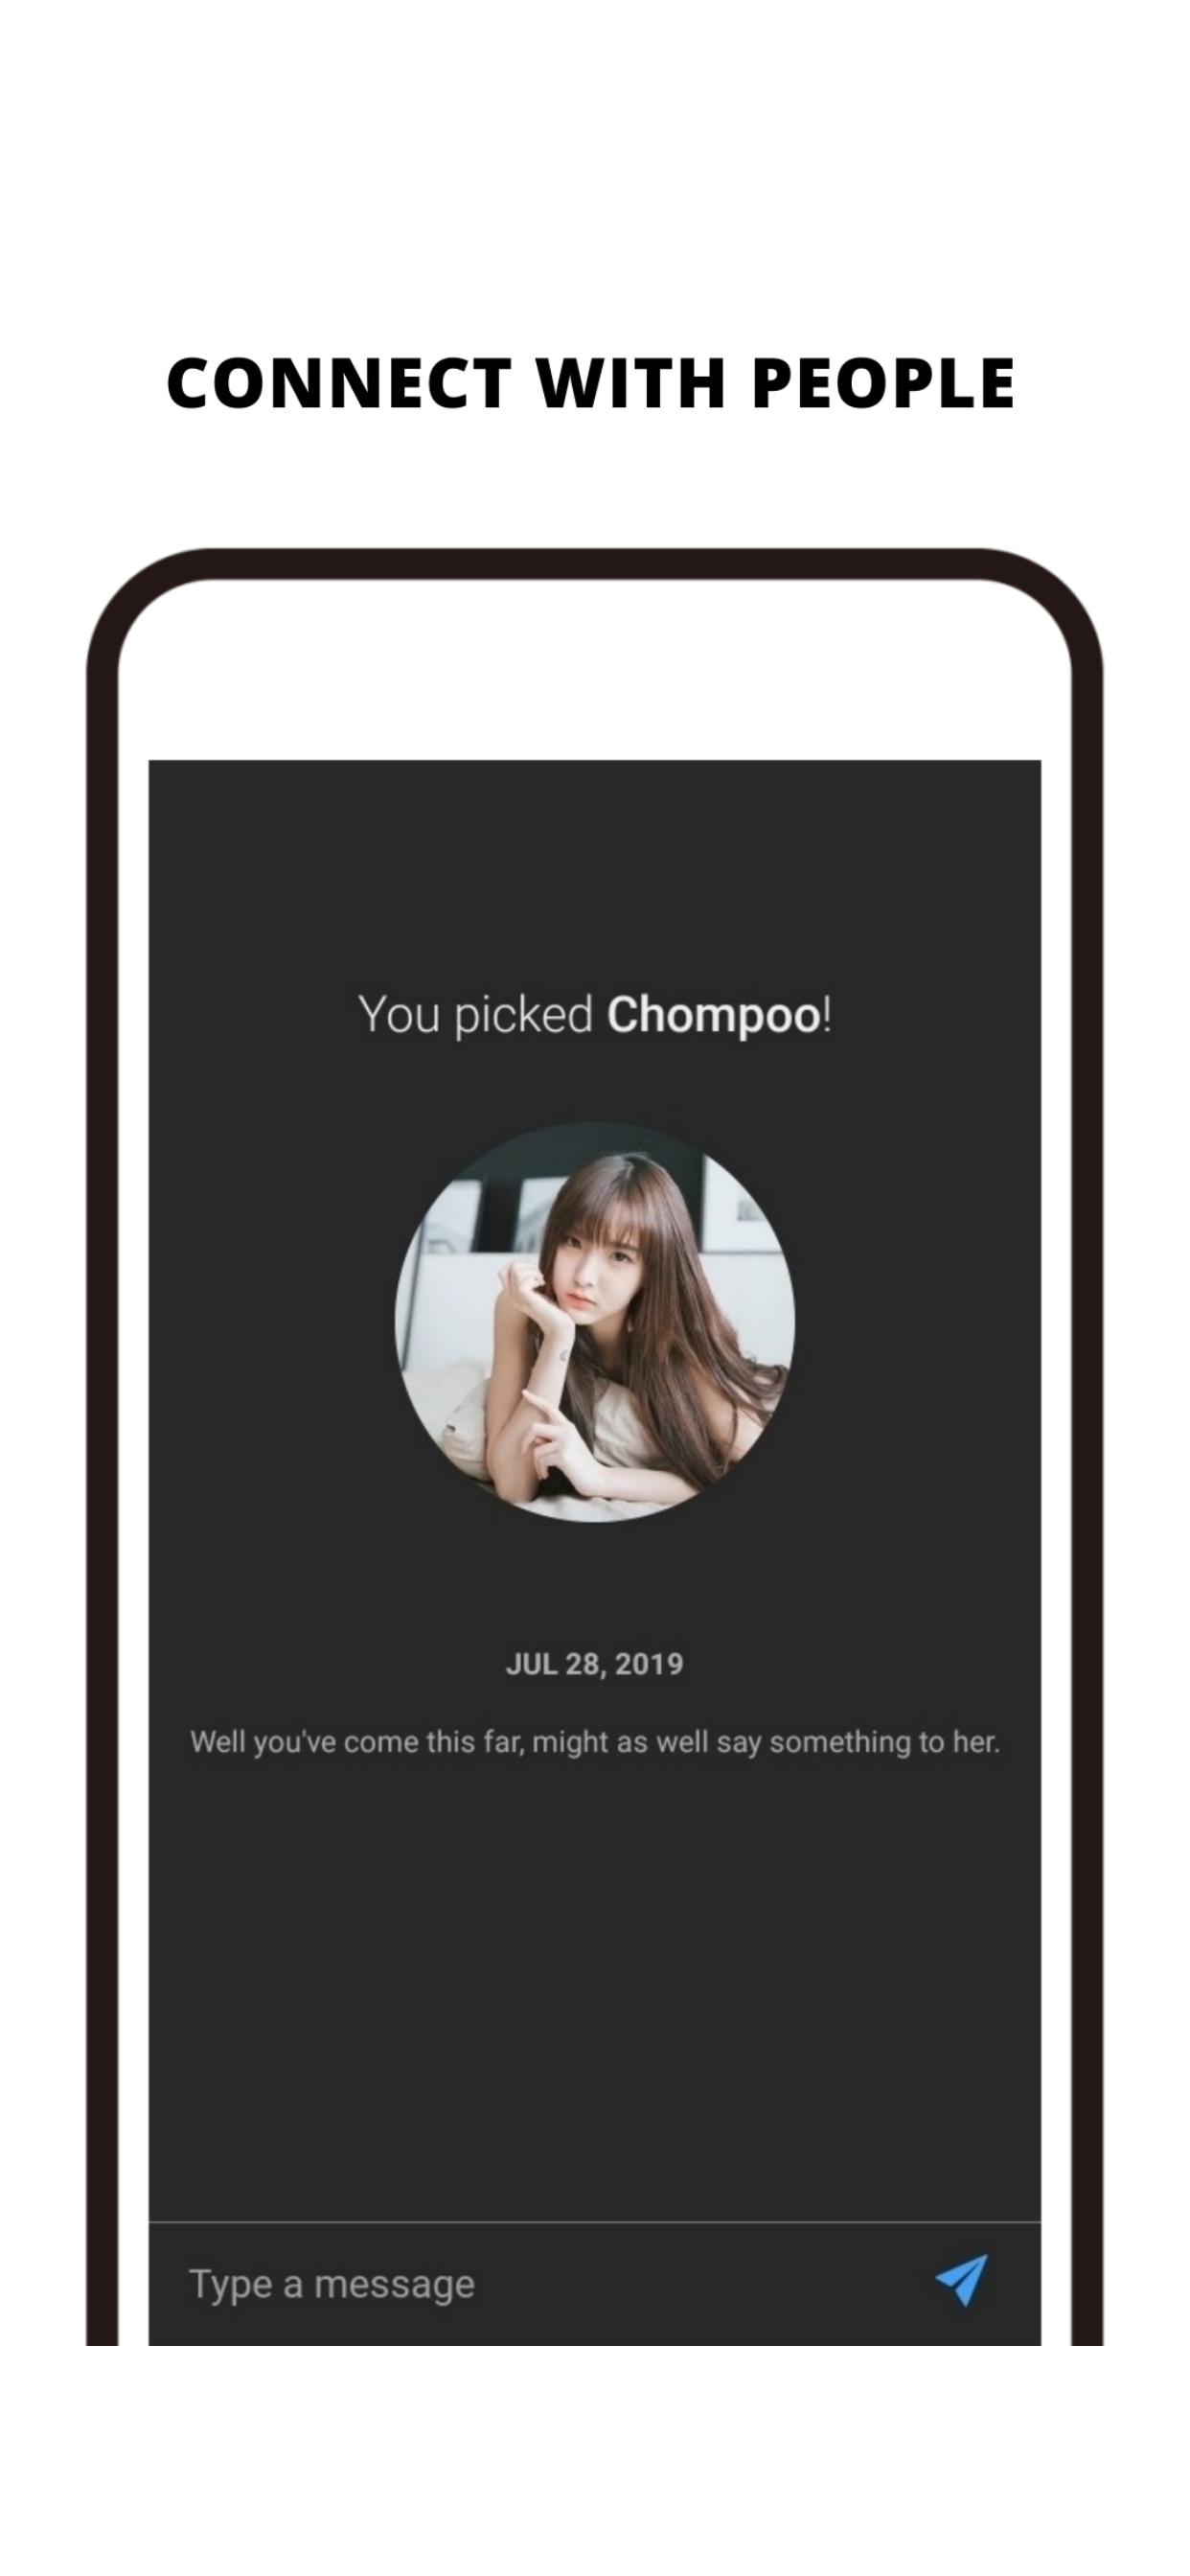 CONNECT WITH PEOPLE
You picked Chompoo!
JUL 28, 2019
Well you've come this far, might as well say something to her.
Type a message